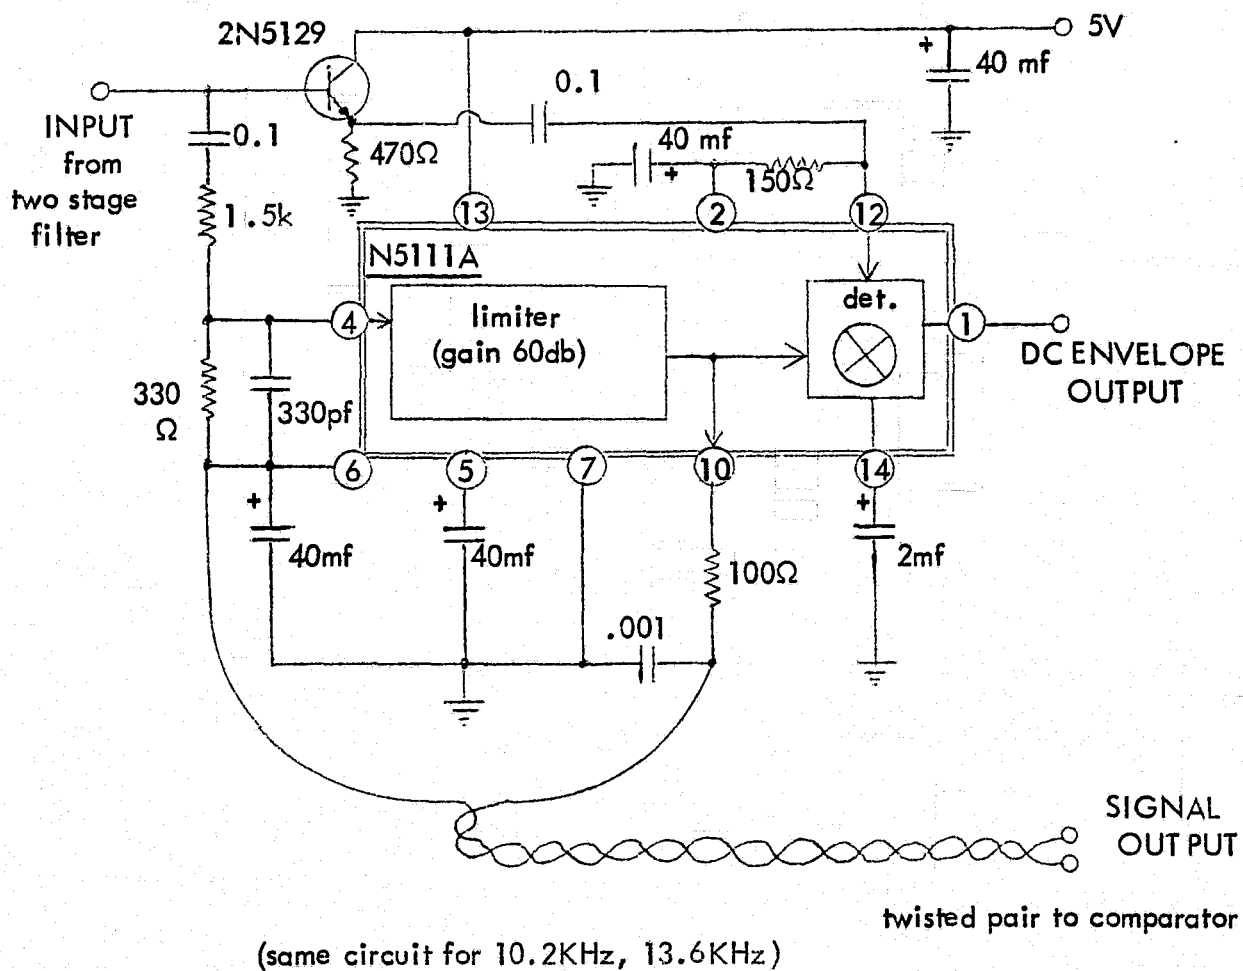 2N5129
5V
+
40 mf
0.1
INPUT
from
two stage
filter
0.1
470Ω
40 mf
+
150Ω
1.5k
13
2
12
N5111A
limiter
(gain 60db)
det.
4
1
DC ENVELOPE
OUTPUT
330
Ω
330pf
6
5
7
10
14
+
40mf
+
40mf
100Ω
+
2mf
.001
SIGNAL
OUTPUT
twisted pair to comparator
(same circuit for 10.2KHz, 13.6KHz)